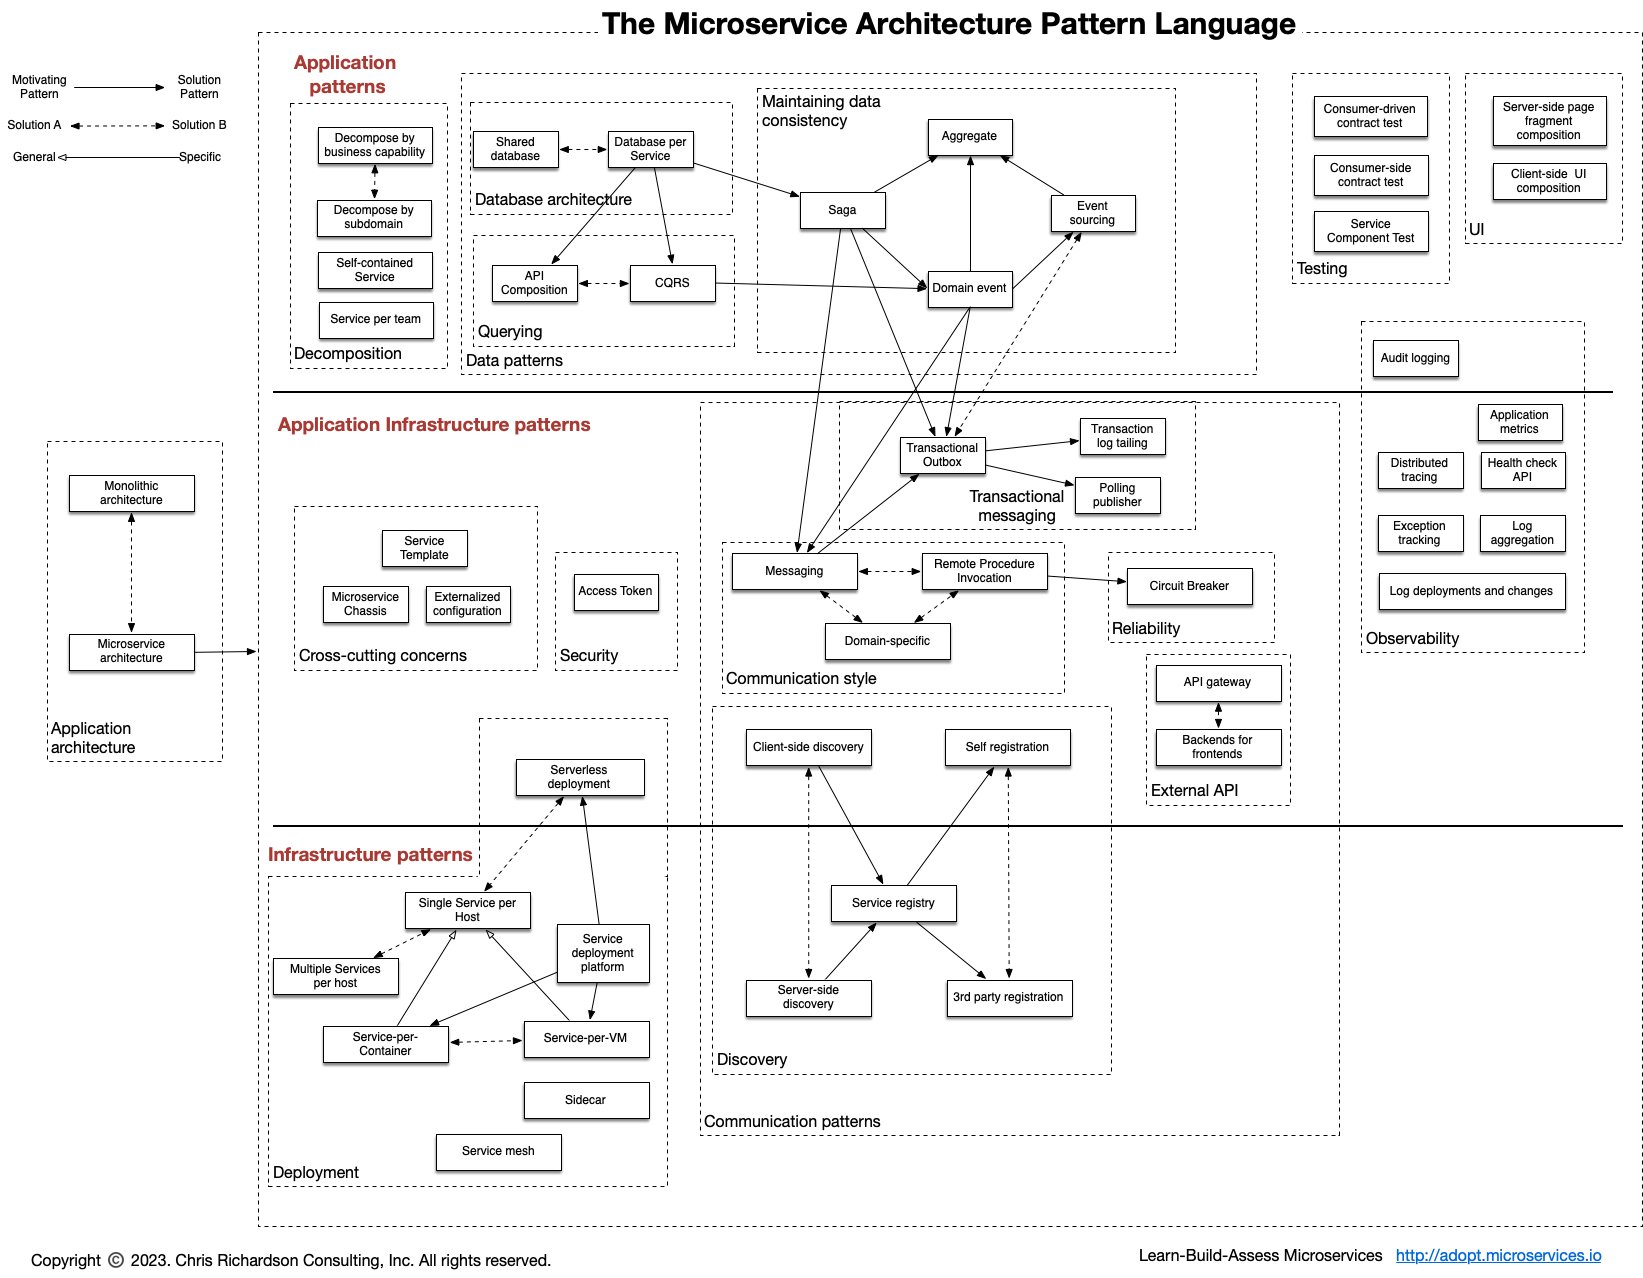 The Microservice Architecture Pattern Language
Motivating
Pattern
Solution
Pattern
Solution A
Solution B
General
Specific
Application
patterns
Decompose by
business capability
Decompose by
subdomain
Self-contained
Service
Service per team
Decomposition
Shared
database
Database per
Service
Database architecture
API
Composition
CQRS
Querying
Data patterns
Maintaining data
consistency
Aggregate
Saga
Event
sourcing
Domain event
Consumer-driven
contract test
Consumer-side
contract test
Service
Component Test
Testing
Server-side page
fragment
composition
Client-side UI
composition
UI
Application Infrastructure patterns
Monolithic
architecture
Microservice
architecture
Application
architecture
Service
Template
Microservice
Chassis
Externalized
configuration
Cross-cutting concerns
Access Token
Security
Transactional
Outbox
Transaction
log tailing
Polling
publisher
Transactional
messaging
Messaging
Remote Procedure
Invocation
Domain-specific
Communication style
Circuit Breaker
Reliability
API gateway
Backends for
frontends
External API
Audit logging
Application
metrics
Distributed
tracing
Health check
API
Exception
tracking
Log
aggregation
Log deployments and changes
Observability
Client-side discovery
Self registration
Service registry
Server-side
discovery
3rd party registration
Discovery
Communication patterns
Infrastructure patterns
Serverless
deployment
Single Service per
Host
Multiple Services
per host
Service
deployment
platform
Service-per-
Container
Service-per-VM
Sidecar
Service mesh
Deployment
Copyright © 2023. Chris Richardson Consulting, Inc. All rights reserved.
Learn-Build-Assess Microservices http://adopt.microservices.io